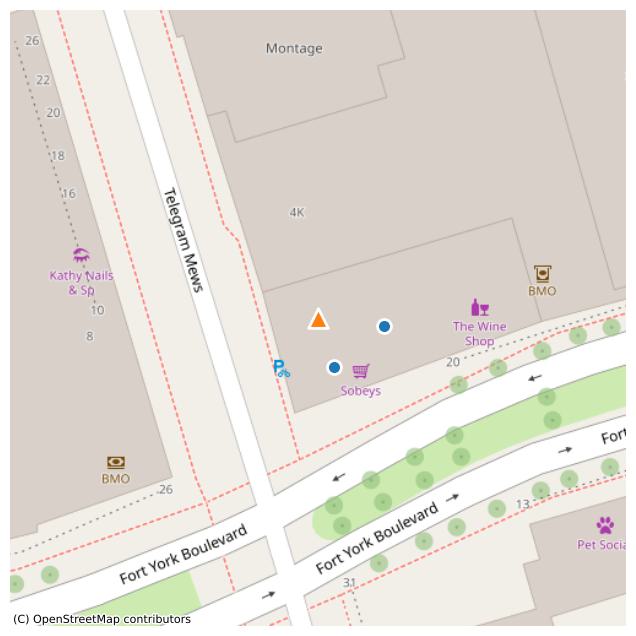 26
Montage
22
20
18
16
4K
Telegram Mews
Kathy Nails
& Sp
BMO
10
The Wine
Shop
8
20
Sobeys
BMO
26
Fort
13
Fort York Boulevard
Fort York Boulevard
Pet Socia
31
(C) OpenStreetMap contributors